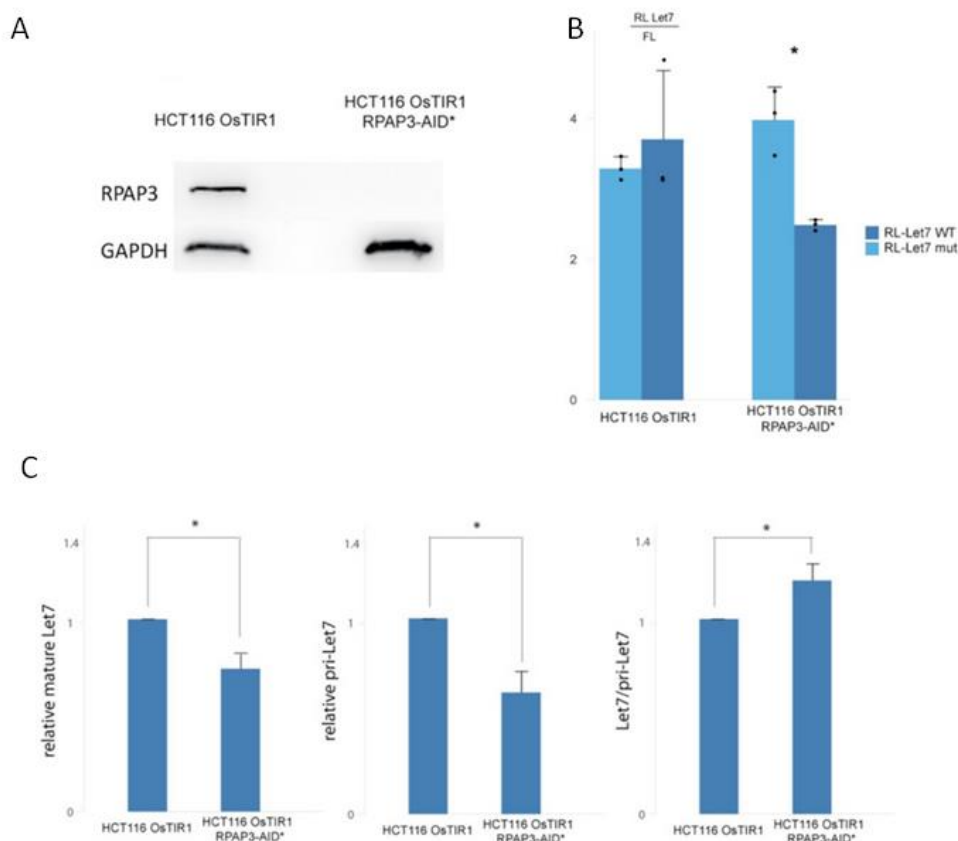 A
HCT116 OsTIR1
HCT116 OsTIR1
RPAP3-AID*
RPAP3
GAPDH
B
RL Let7
FL
*
4
2
0
HCT116 OsTIR1
HCT116 OsTIR1
RPAP3-AID*
RL-Let7 WT
RL-Let7 mut
C
relative mature Let7
1.4
1
0
*
HCT116 OsTIR1
HCT116 OsTIR1
RPAP3-AID*
relative pri-Let7
1.4
1
0
*
HCT116 OsTIR1
HCT116 OsTIR1
RPAP3-AID*
Let7/pri-Let7
1.4
1
0
*
HCT116 OsTIR1
HCT116 OsTIR1
RPAP3-AID*